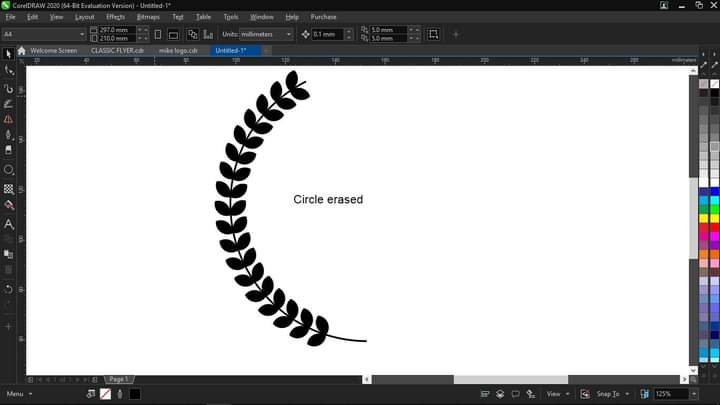 CorelDRAW 2020 (64-Bit Evaluation Version) - Untitled-1*
File Edit View Layout Object Effects Bitmaps Text Table Tools Window Help Purchase
A4 297.0 mm 210.0 mm Units: millimeters 0.1 mm 5.0 mm 5.0 mm
Welcome Screen CLASSIC FLYER.cdr mike logo.cdr Untitled-1*
millimeters
Circle erased
Page 1
Menu View Snap To 125%